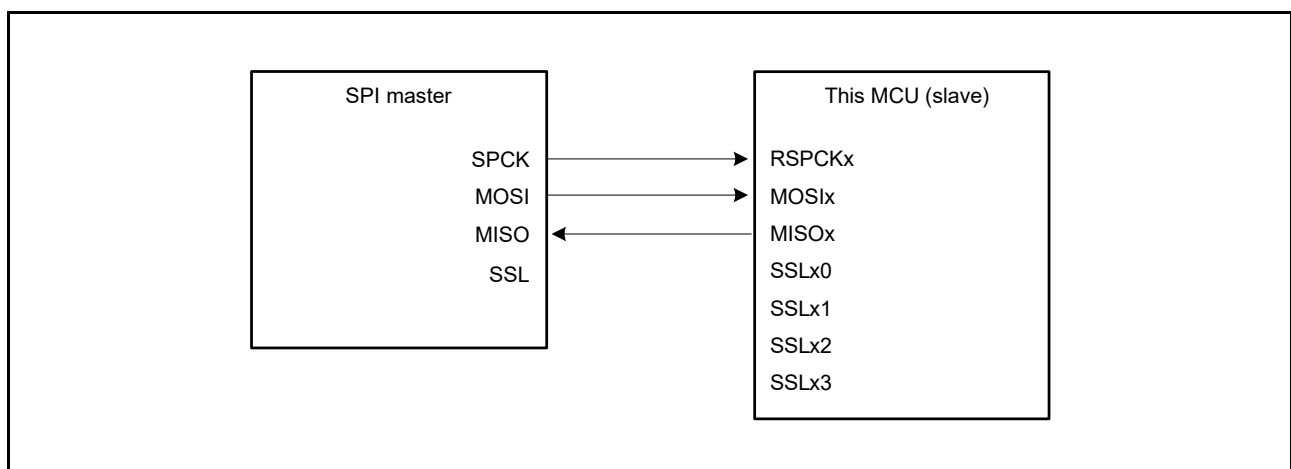 SPI master
SPCK
MOSI
MISO
SSL
This MCU (slave)
RSPCKx
MOSIx
MISOx
SSLx0
SSLx1
SSLx2
SSLx3